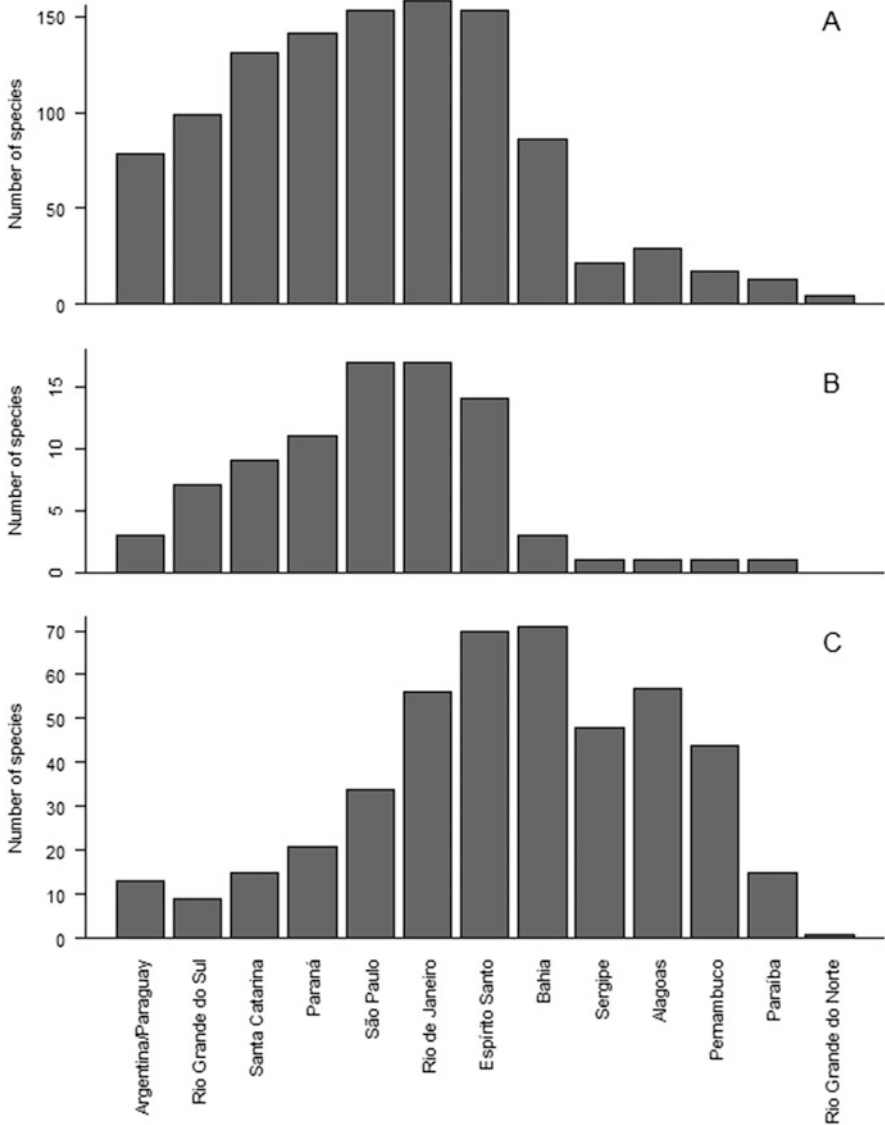 A
Number of species
150
100
50
0
B
Number of species
15
10
5
0
C
Number of species
70
60
50
40
30
20
10
0
Argentina/Paraguay
Rio Grande do Sul
Santa Catarina
Paraná
São Paulo
Rio de Janeiro
Espírito Santo
Bahia
Sergipe
Alagoas
Pernambuco
Paraíba
Rio Grande do Norte